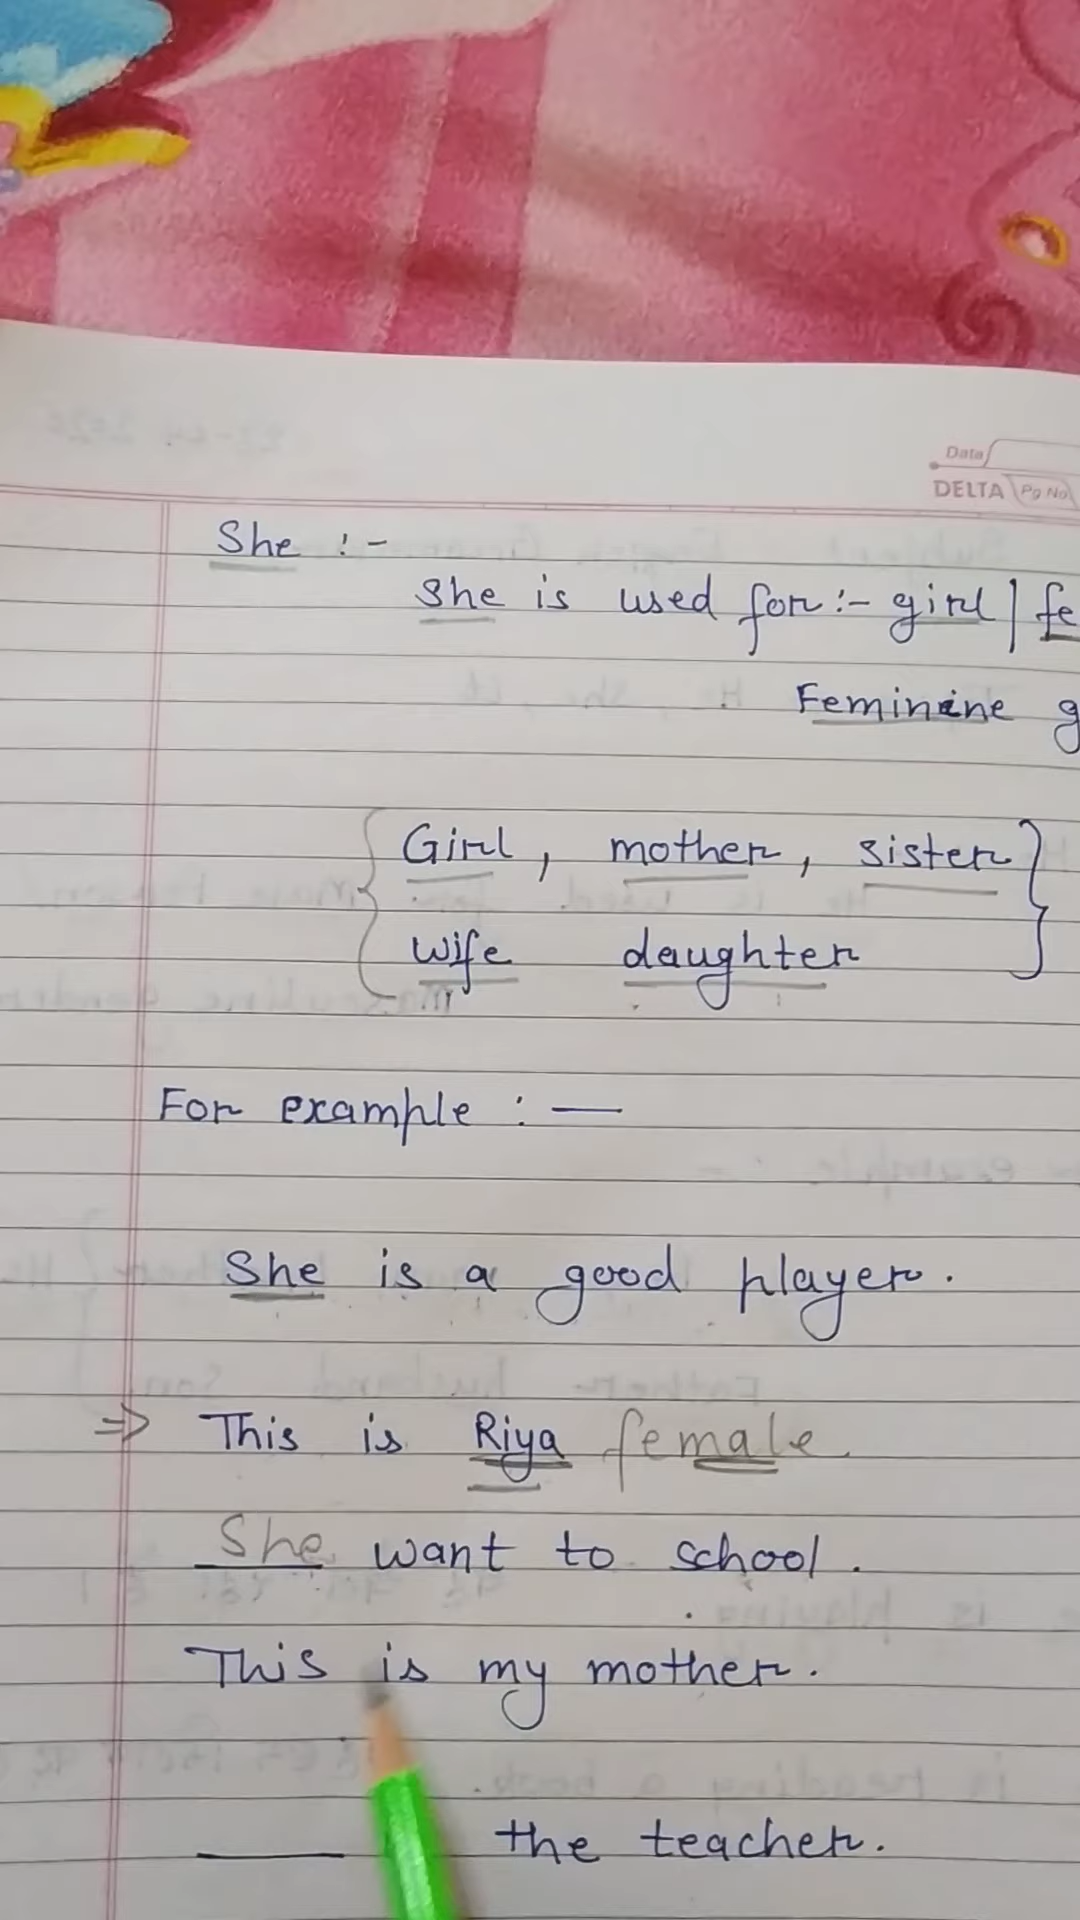 Data
DELTA Pg No
She :-
She is used for :- girl / fe
Feminine g
Girl, mother, sister
wife daughter
For example : —
She is a good player.
⇒ This is Riya female.
She want to school.
This is my mother.
____ the teacher.